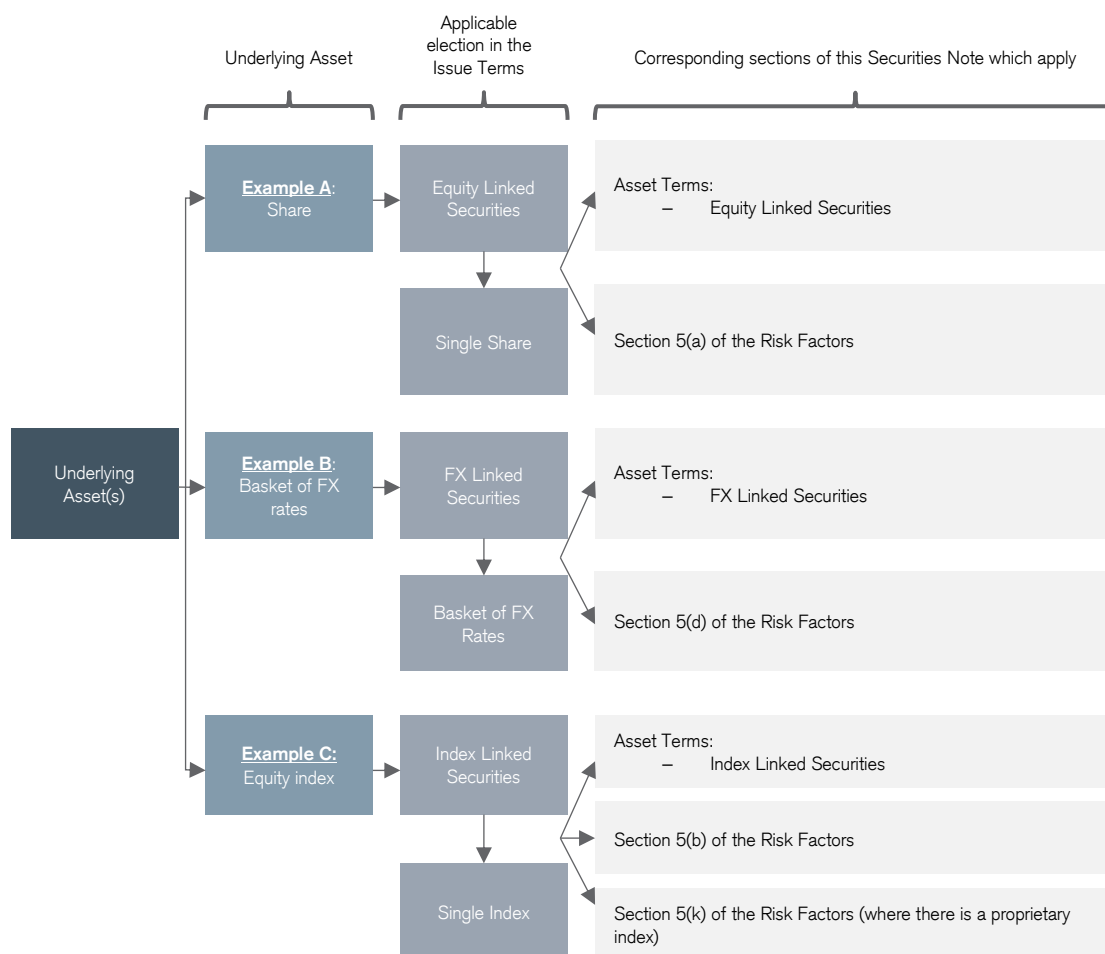 Underlying Asset
Applicable
election in the
Issue Terms
Corresponding sections of this Securities Note which apply
Underlying
Asset(s)
Example A:
Share
Equity Linked
Securities
Single Share
Asset Terms:
– Equity Linked Securities
Section 5(a) of the Risk Factors
Example B:
Basket of FX
rates
FX Linked
Securities
Basket of FX
Rates
Asset Terms:
– FX Linked Securities
Section 5(d) of the Risk Factors
Example C:
Equity index
Index Linked
Securities
Single Index
Asset Terms:
– Index Linked Securities
Section 5(b) of the Risk Factors
Section 5(k) of the Risk Factors (where there is a proprietary
index)